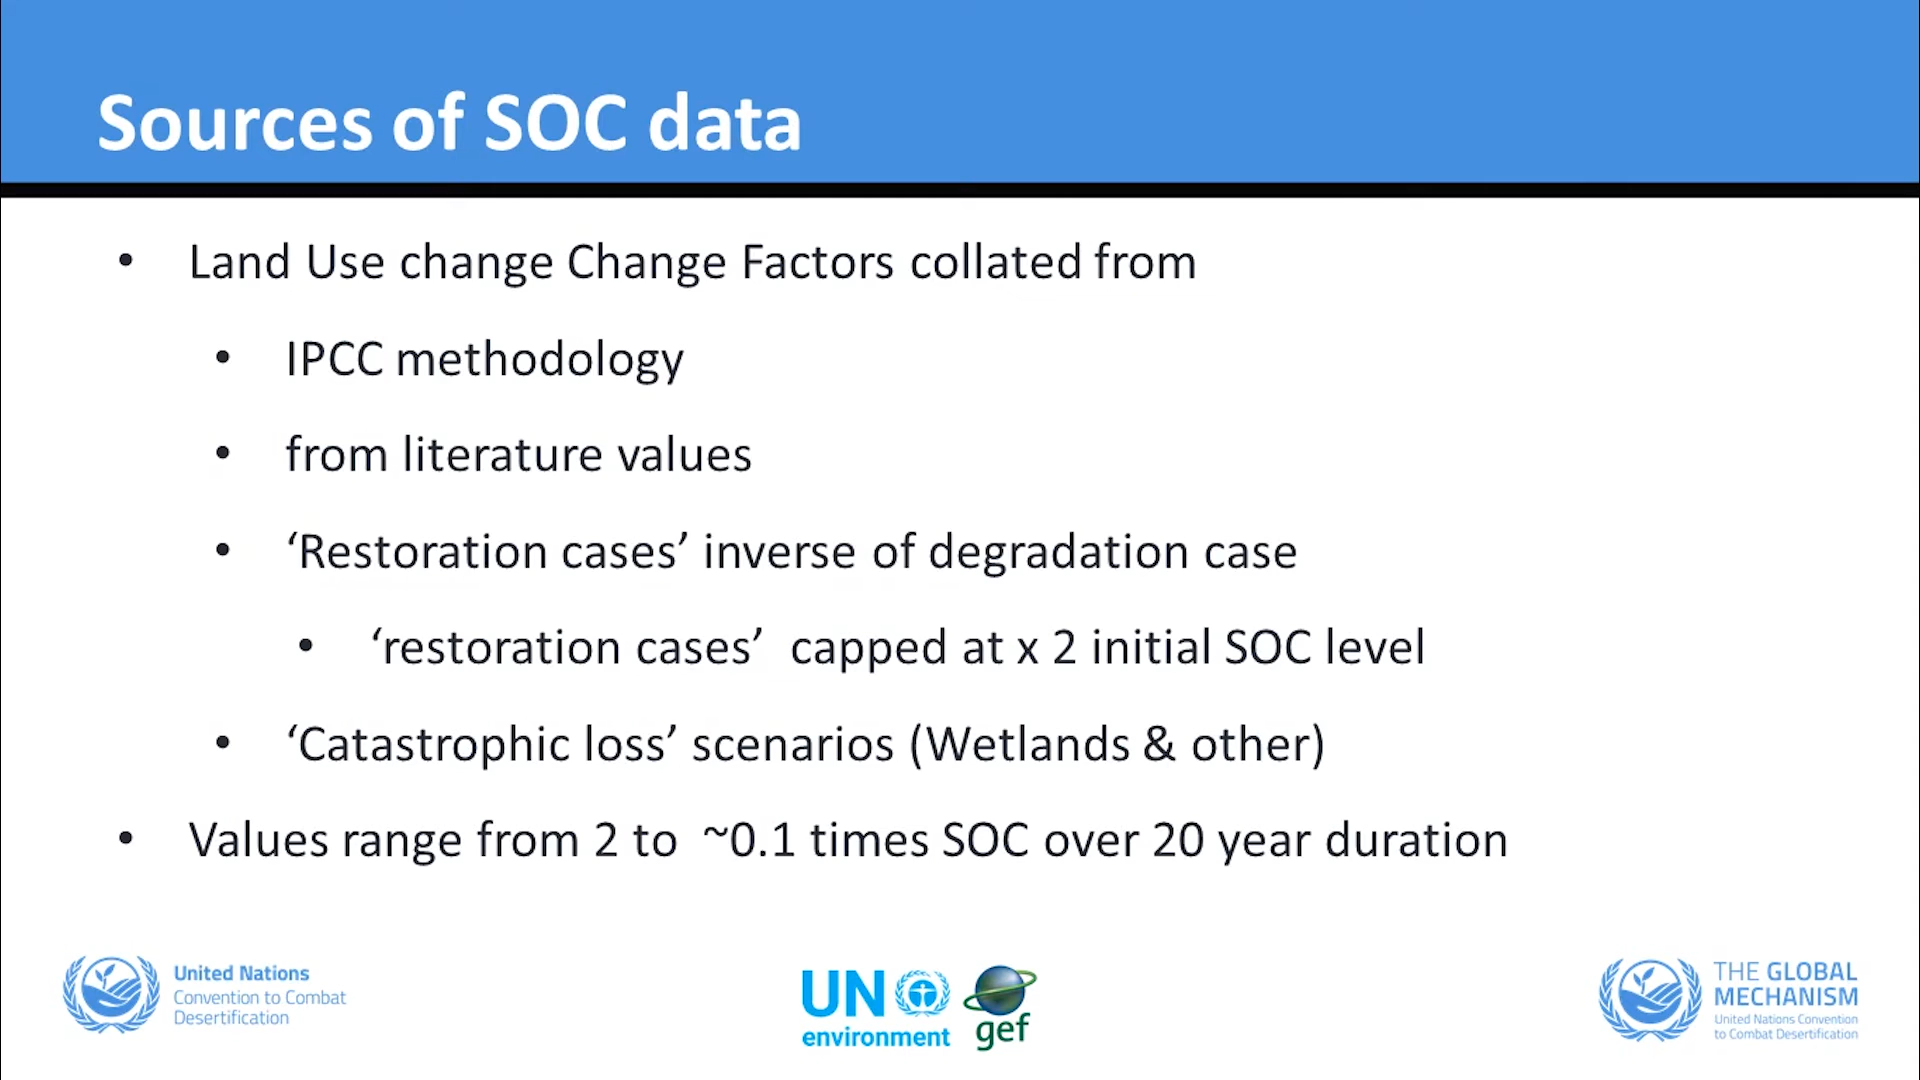 Sources of SOC data
• Land Use change Change Factors collated from
• IPCC methodology
• from literature values
• ‘Restoration cases’ inverse of degradation case
• ‘restoration cases’ capped at x 2 initial SOC level
• ‘Catastrophic loss’ scenarios (Wetlands & other)
• Values range from 2 to ~0.1 times SOC over 20 year duration
United Nations
Convention to Combat
Desertification
UN
environment
gef
THE GLOBAL
MECHANISM
United Nations Convention
to Combat Desertification